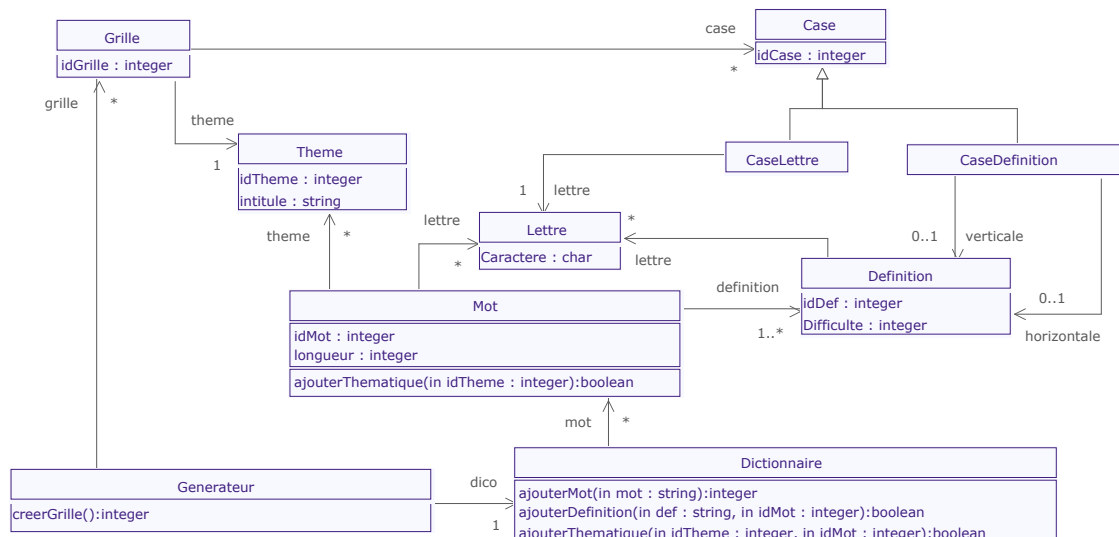 case
Case
Grille
idCase : integer
idGrille : integer
*
grille
*
theme
1
Theme
CaseLettre
CaseDefinition
idTheme : integer
intitule : string
1
lettre
theme
*
lettre
*
Lettre
*
lettre
Caractere : char
0..1
verticale
Definition
idDef : integer
Difficulte : integer
0..1
horizontale
Mot
definition
1..*
idMot : integer
longueur : integer
ajouterThematique(in idTheme : integer):boolean
mot
*
Generateur
creerGrille():integer
dico
1
Dictionnaire
ajouterMot(in mot : string):integer
ajouterDefinition(in def : string, in idMot : integer):boolean
ajouterThematique(in idTheme : integer, in idMot : integer):boolean